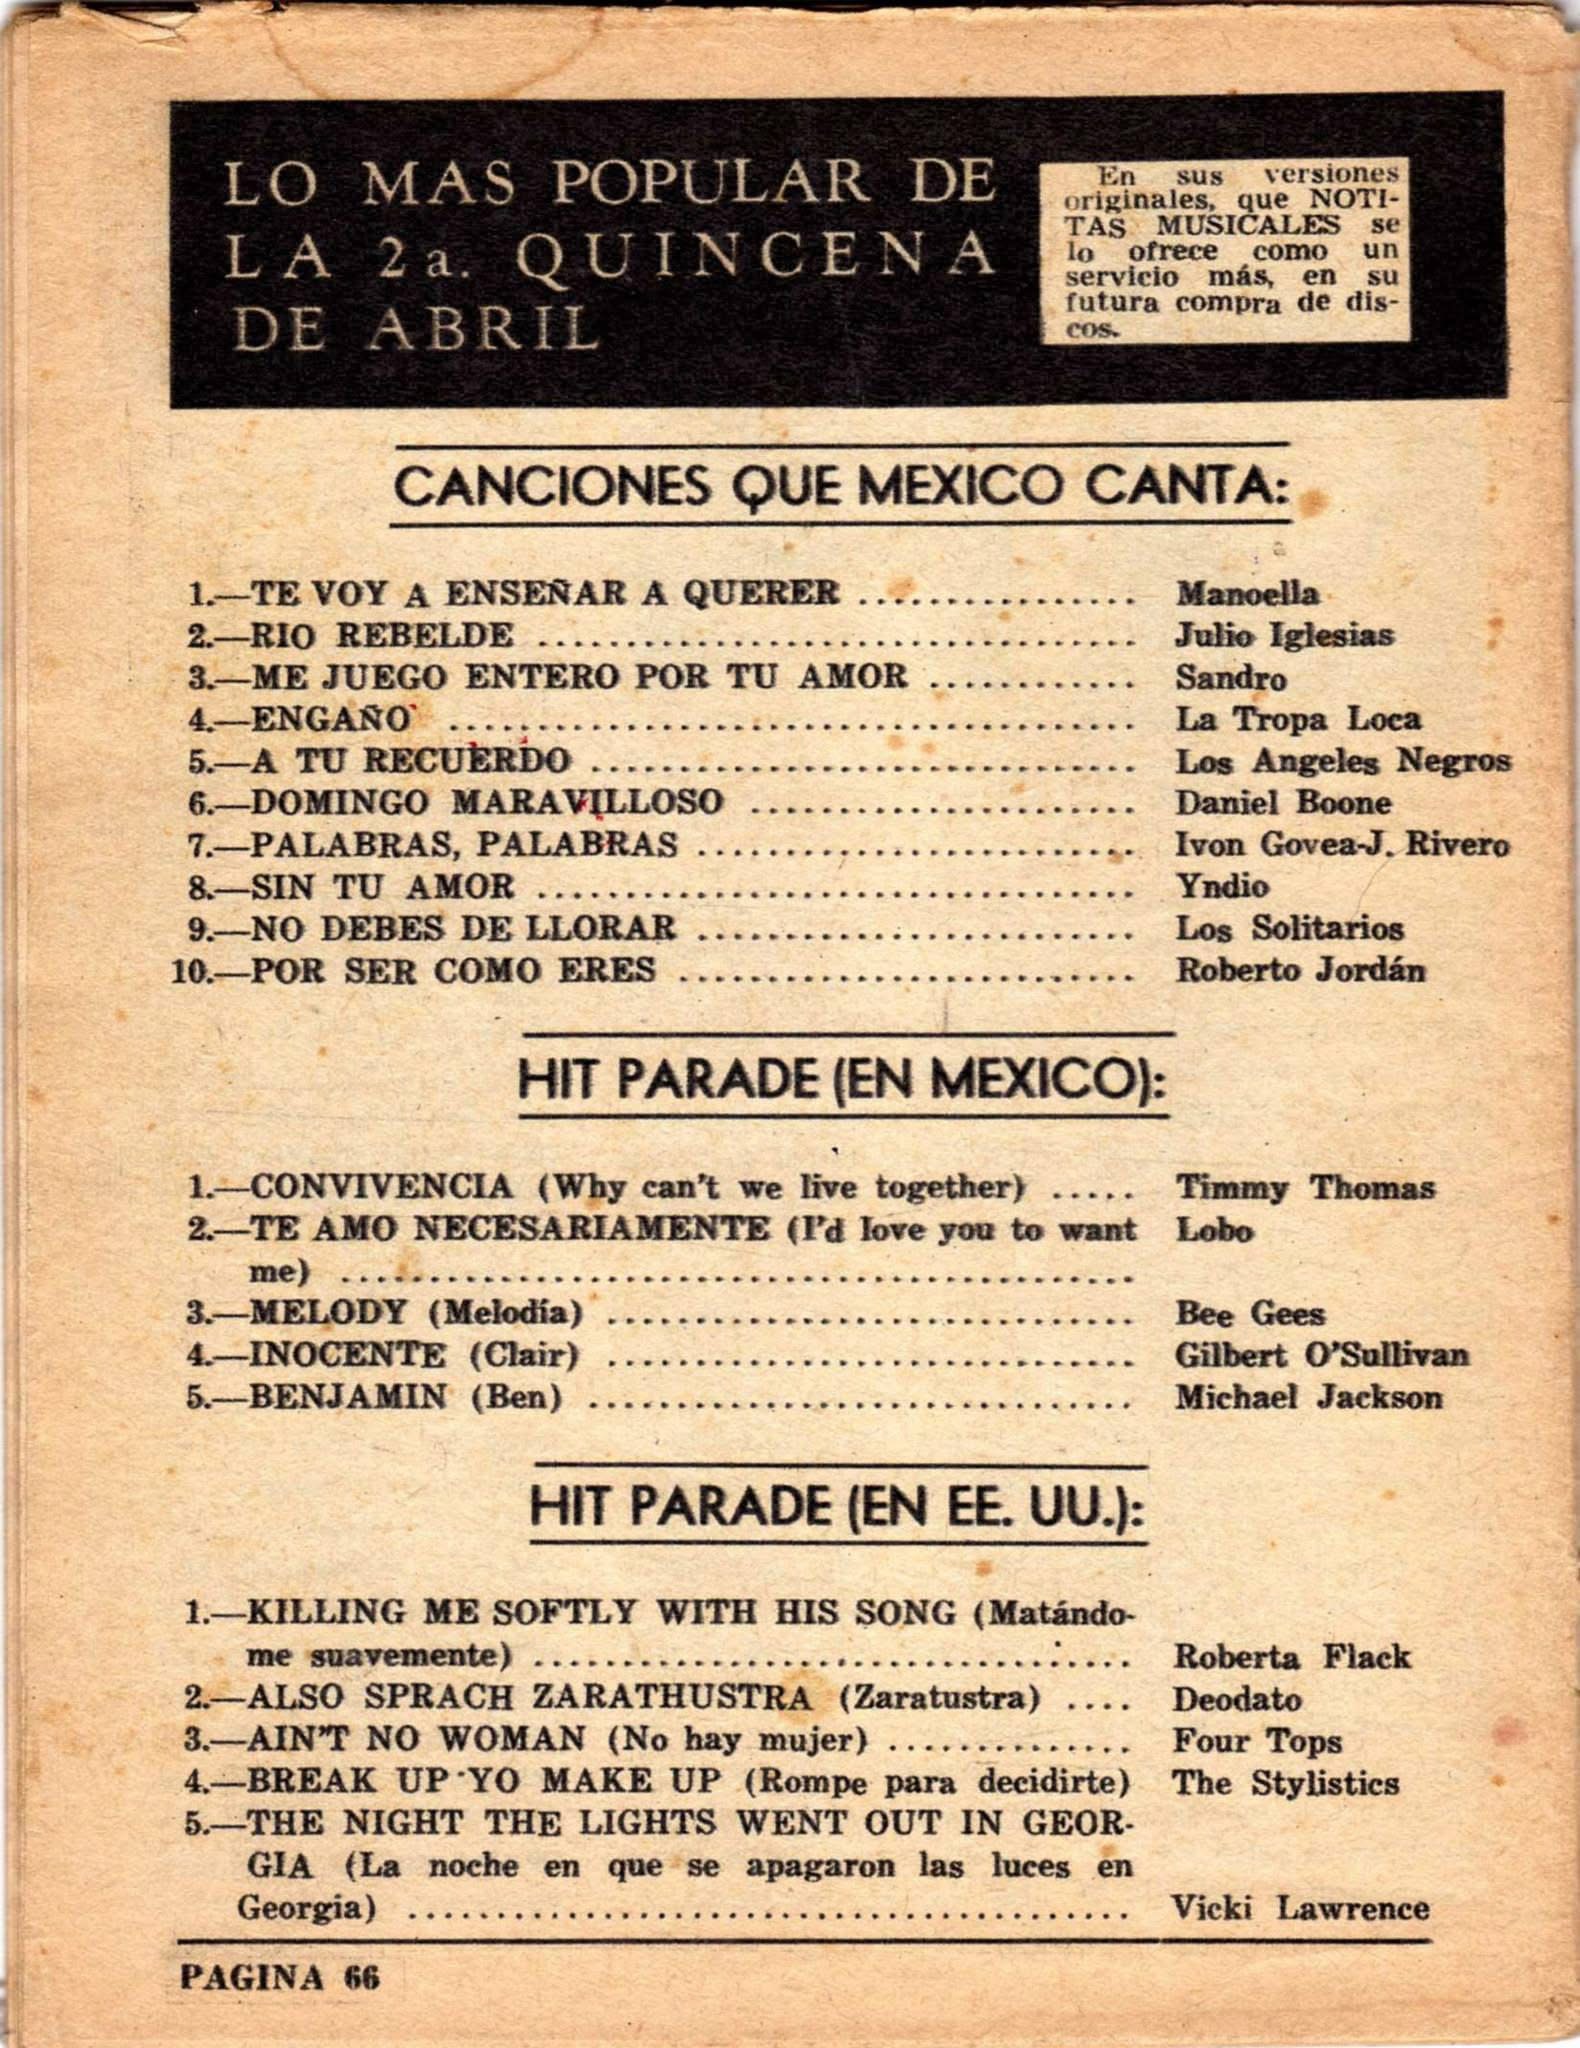 LO MAS POPULAR DE
LA 2a. QUINCENA
DE ABRIL
En sus versiones
originales, que NOTI-
TAS MUSICALES se
lo ofrece como un
servicio más, en su
futura compra de dis-
cos.
CANCIONES QUE MEXICO CANTA:
1.—TE VOY A ENSEÑAR A QUERER ................ Manoella
2.—RIO REBELDE .................................. Julio Iglesias
3.—ME JUEGO ENTERO POR TU AMOR ............ Sandro
4.—ENGAÑO ....................................... La Tropa Loca
5.—A TU RECUERDO ............................... Los Angeles Negros
6.—DOMINGO MARAVILLOSO ...................... Daniel Boone
7.—PALABRAS, PALABRAS ......................... Ivon Govea-J. Rivero
8.—SIN TU AMOR .................................. Yndio
9.—NO DEBES DE LLORAR ......................... Los Solitarios
10.—POR SER COMO ERES .......................... Roberto Jordán
HIT PARADE (EN MEXICO):
1.—CONVIVENCIA (Why can't we live together) ..... Timmy Thomas
2.—TE AMO NECESARIAMENTE (I'd love you to want Lobo
me) .............................................
3.—MELODY (Melodía) .............................. Bee Gees
4.—INOCENTE (Clair) .............................. Gilbert O'Sullivan
5.—BENJAMIN (Ben) ............................... Michael Jackson
HIT PARADE (EN EE. UU.):
1.—KILLING ME SOFTLY WITH HIS SONG (Matándo-
me suavemente) .................................. Roberta Flack
2.—ALSO SPRACH ZARATHUSTRA (Zaratustra) .... Deodato
3.—AIN'T NO WOMAN (No hay mujer) .............. Four Tops
4.—BREAK UP YO MAKE UP (Rompe para decidirte) The Stylistics
5.—THE NIGHT THE LIGHTS WENT OUT IN GEOR-
GIA (La noche en que se apagaron las luces en
Georgia) ......................................... Vicki Lawrence
PAGINA 66